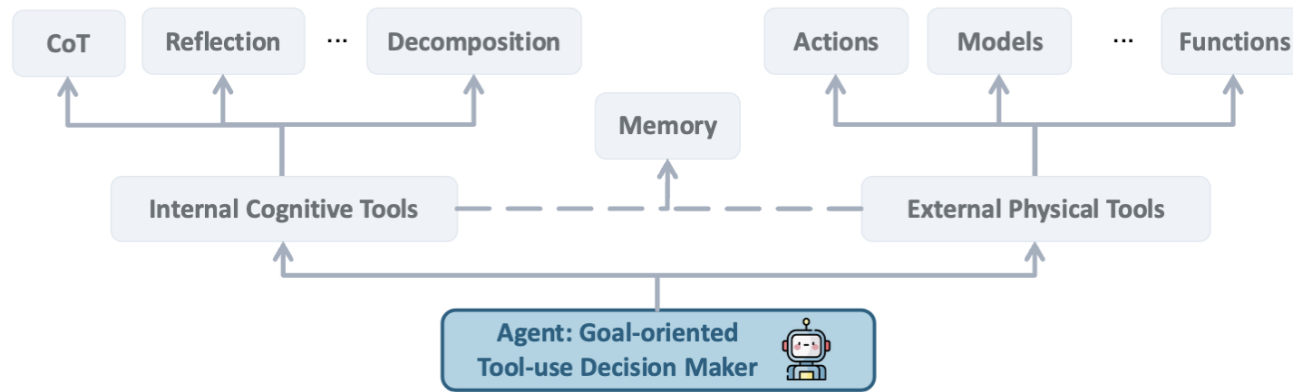 CoT
Reflection
...
Decomposition
Actions
Models
...
Functions
Memory
Internal Cognitive Tools
External Physical Tools
Agent: Goal-oriented
Tool-use Decision Maker